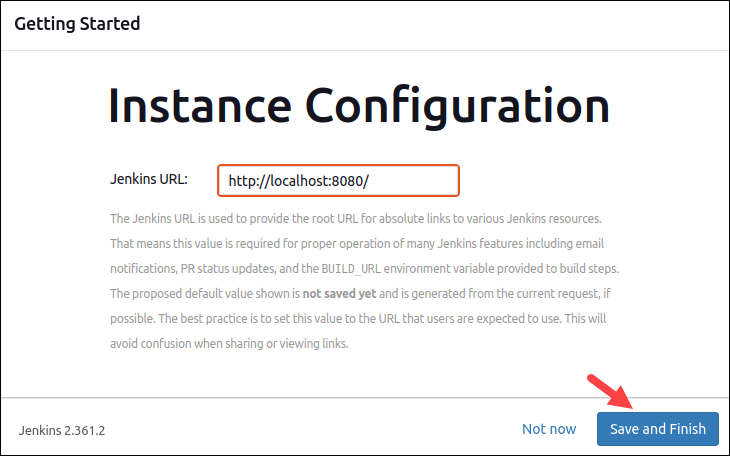 Getting Started
Instance Configuration
Jenkins URL: http://localhost:8080/
The Jenkins URL is used to provide the root URL for absolute links to various Jenkins resources.
That means this value is required for proper operation of many Jenkins features including email
notifications, PR status updates, and the BUILD_URL environment variable provided to build steps.
The proposed default value shown is not saved yet and is generated from the current request, if
possible. The best practice is to set this value to the URL that users are expected to use. This will
avoid confusion when sharing or viewing links.
Jenkins 2.361.2 Not now Save and Finish